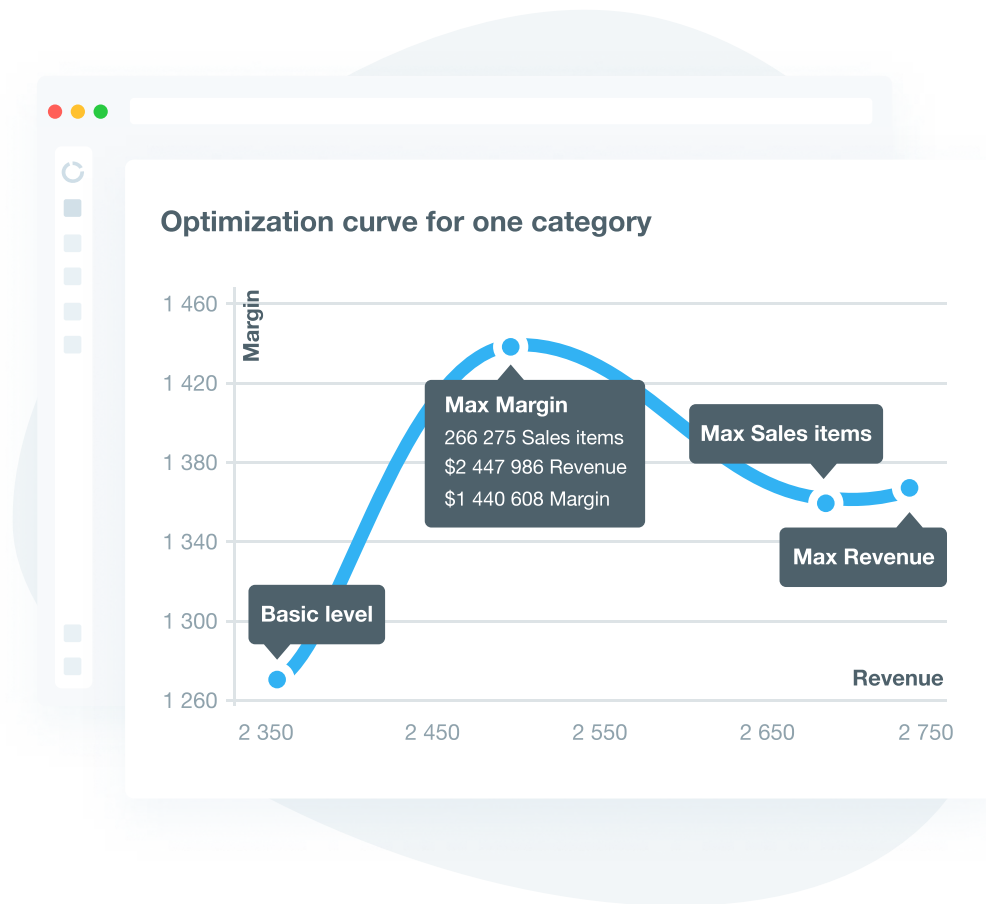 Optimization curve for one category
Margin
1 460
1 420
1 380
1 340
1 300
1 260
Max Margin
266 275 Sales items
$2 447 986 Revenue
$1 440 608 Margin
Max Sales items
Max Revenue
Basic level
Revenue
2 350
2 450
2 550
2 650
2 750